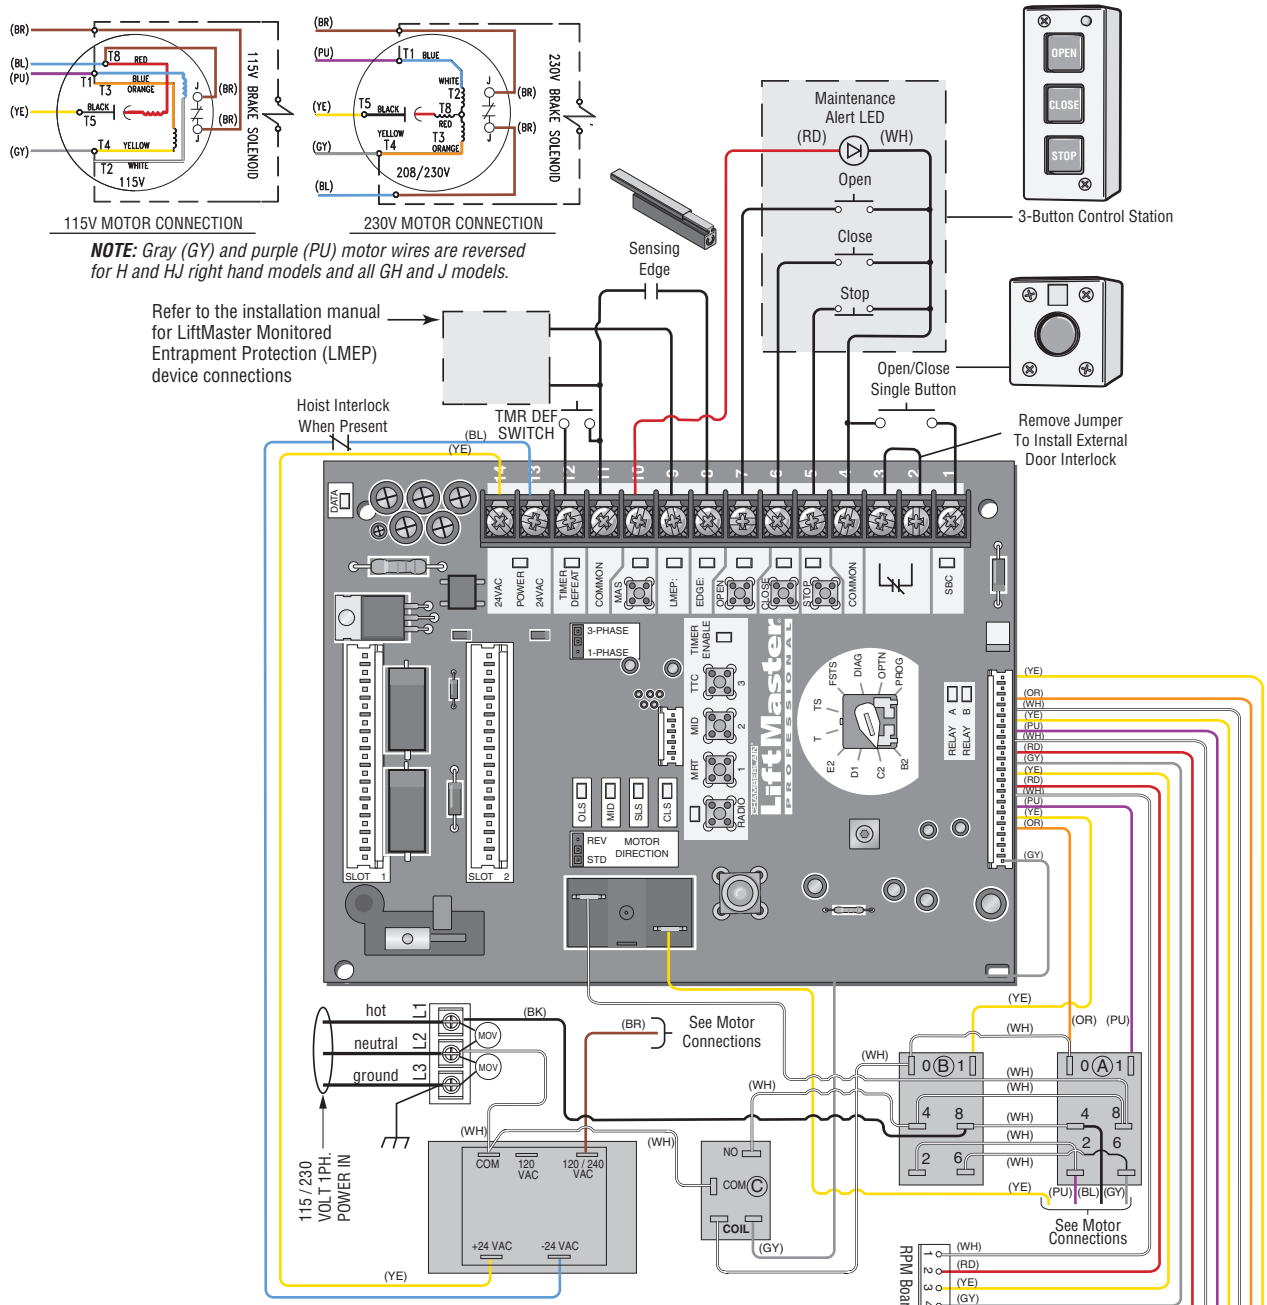 (BR)
(BL)
(PU)
(YE)
(GY)
T8
RED
T1
T3
BLUE
ORANGE
BLACK
T5
T4
YELLOW
T2
WHITE
115V
J
J
(BR)
(BR)
115V BRAKE SOLENOID
115V MOTOR CONNECTION
(BR)
(PU)
(YE)
(GY)
(BL)
T1
BLUE
WHITE
T2
T5
BLACK
T8
RED
YELLOW
T4
T3
ORANGE
208/230V
J
J
(BR)
(BR)
230V BRAKE SOLENOID
230V MOTOR CONNECTION
NOTE: Gray (GY) and purple (PU) motor wires are reversed
for H and HJ right hand models and all GH and J models.
Maintenance
Alert LED
(RD)
(WH)
Open
Close
Stop
OPEN
CLOSE
STOP
3-Button Control Station
Sensing
Edge
Refer to the installation manual
for LiftMaster Monitored
Entrapment Protection (LMEP)
device connections
Open/Close
Single Button
Hoist Interlock
When Present
TMR DEF
SWITCH
(BL)
(YE)
Remove Jumper
To Install External
Door Interlock
14
13
12
11
10
9
8
7
6
5
4
3
2
1
DATA
24VAC
POWER
24VAC
TIMER
DEFEAT
COMMON
MAS
LMEP:
EDGE:
OPEN
CLOSE
STOP
COMMON
SBC
3-PHASE
1-PHASE
TIMER
ENABLE
TTC
3
MID
2
MRT
1
RADIO
CHAMBERLAIN
LiftMaster
PROFESSIONAL
E2
T
TS
FSTS
DIAG
OPTN
PROG
D1
C2
B2
RELAY A
RELAY B
OLS
MID
SLS
CLS
REV
STD
MOTOR
DIRECTION
SLOT 1
SLOT 2
(YE)
(OR)
(WH)
(YE)
(PU)
(WH)
(RD)
(GY)
(YE)
(RD)
(WH)
(PU)
(YE)
(OR)
(GY)
hot
neutral
ground
L1
L2
L3
MOV
MOV
(BK)
(BR)
See Motor
Connections
115 / 230
VOLT 1PH.
POWER IN
(WH)
(WH)
(WH)
(WH)
COM
120
VAC
120 / 240
VAC
+24 VAC
-24 VAC
(YE)
NO
COM
C
COIL
(GY)
(YE)
(OR)
(PU)
(WH)
(WH)
(WH)
(WH)
(WH)
(WH)
(YE)
0
B
1
4
8
2
6
0
A
1
4
8
2
6
(PU)
(BL)
(GY)
See Motor
Connections
RPM Boar
1
2
3
4
(WH)
(RD)
(YE)
(GY)